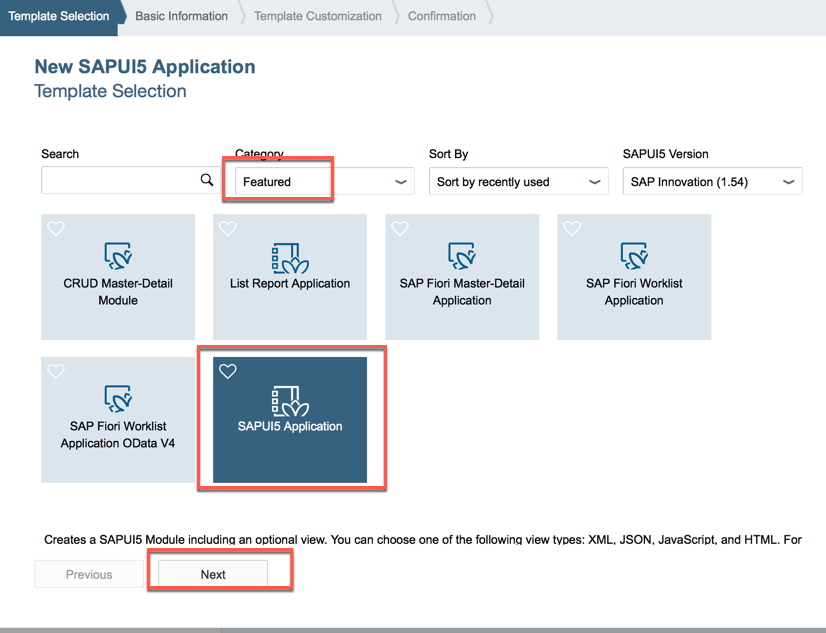 Template Selection
Basic Information
Template Customization
Confirmation
New SAPUI5 Application
Template Selection
Search
Category
Sort By
SAPUI5 Version
Featured
Sort by recently used
SAP Innovation (1.54)
CRUD Master-Detail
Module
List Report Application
SAP Fiori Master-Detail
Application
SAP Fiori Worklist
Application
SAP Fiori Worklist
Application OData V4
SAPUI5 Application
Creates a SAPUI5 Module including an optional view. You can choose one of the following view types: XML, JSON, JavaScript, and HTML. For
Previous
Next